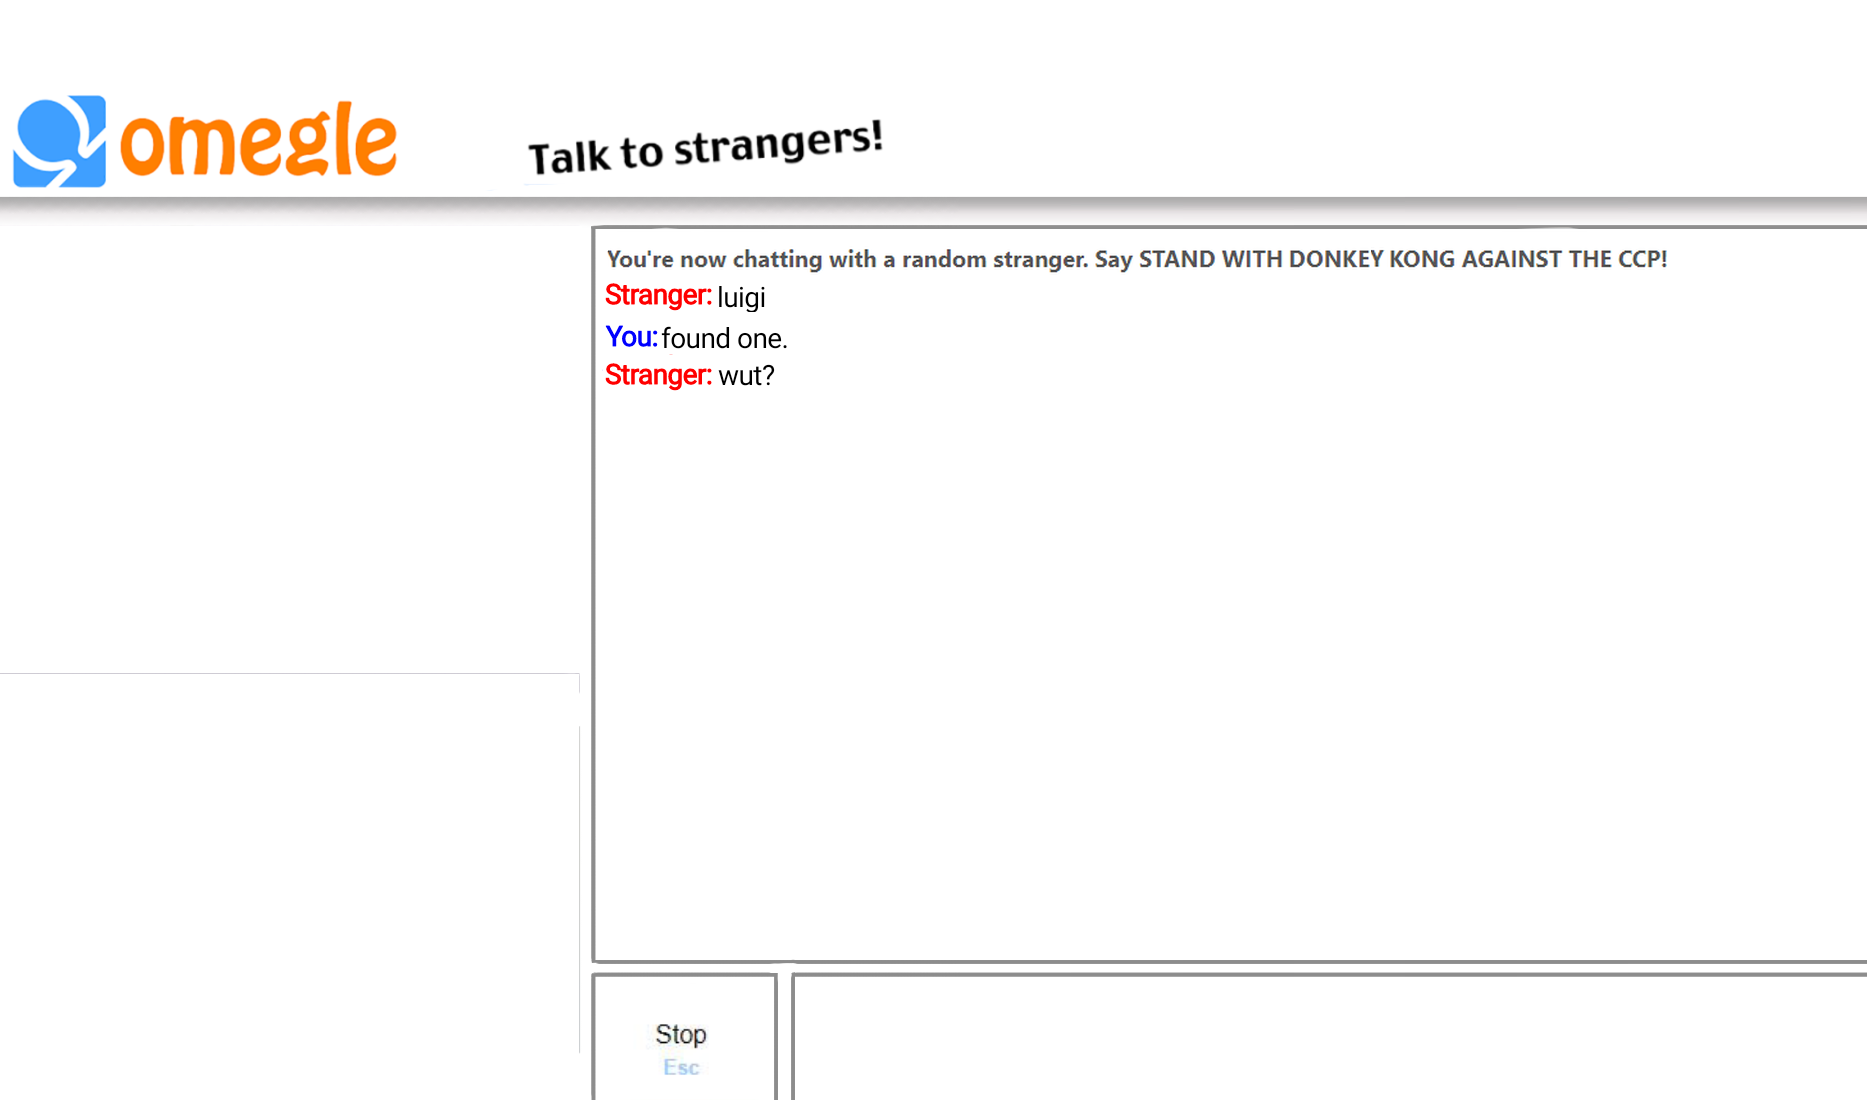 omegle
Talk to strangers!
You're now chatting with a random stranger. Say STAND WITH DONKEY KONG AGAINST THE CCP!
Stranger: luigi
You: found one.
Stranger: wut?
Stop
Esc